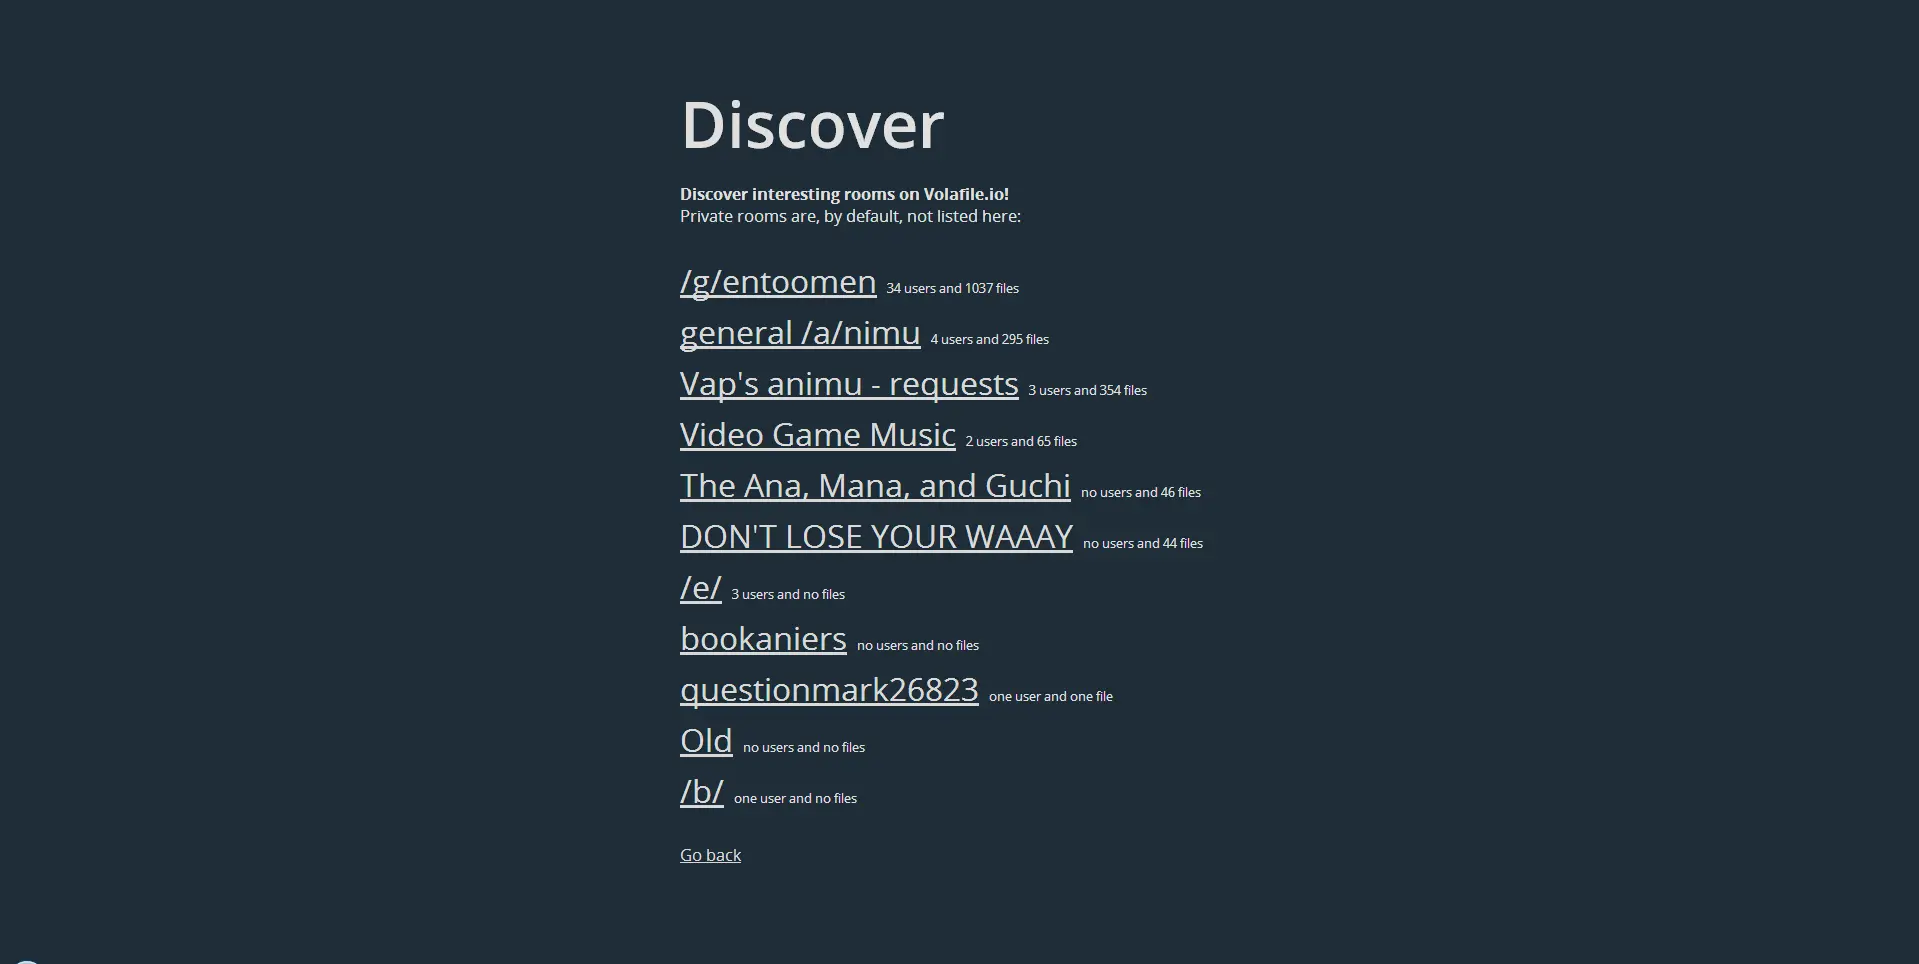 Discover
Discover interesting rooms on Volafile.io!
Private rooms are, by default, not listed here:
/g/entoomen 34 users and 1037 files
general /a/nimu 4 users and 295 files
Vap's animu - requests 3 users and 354 files
Video Game Music 2 users and 65 files
The Ana, Mana, and Guchi no users and 46 files
DON'T LOSE YOUR WAAAY no users and 44 files
/e/ 3 users and no files
bookaniers no users and no files
questionmark26823 one user and one file
Old no users and no files
/b/ one user and no files
Go back